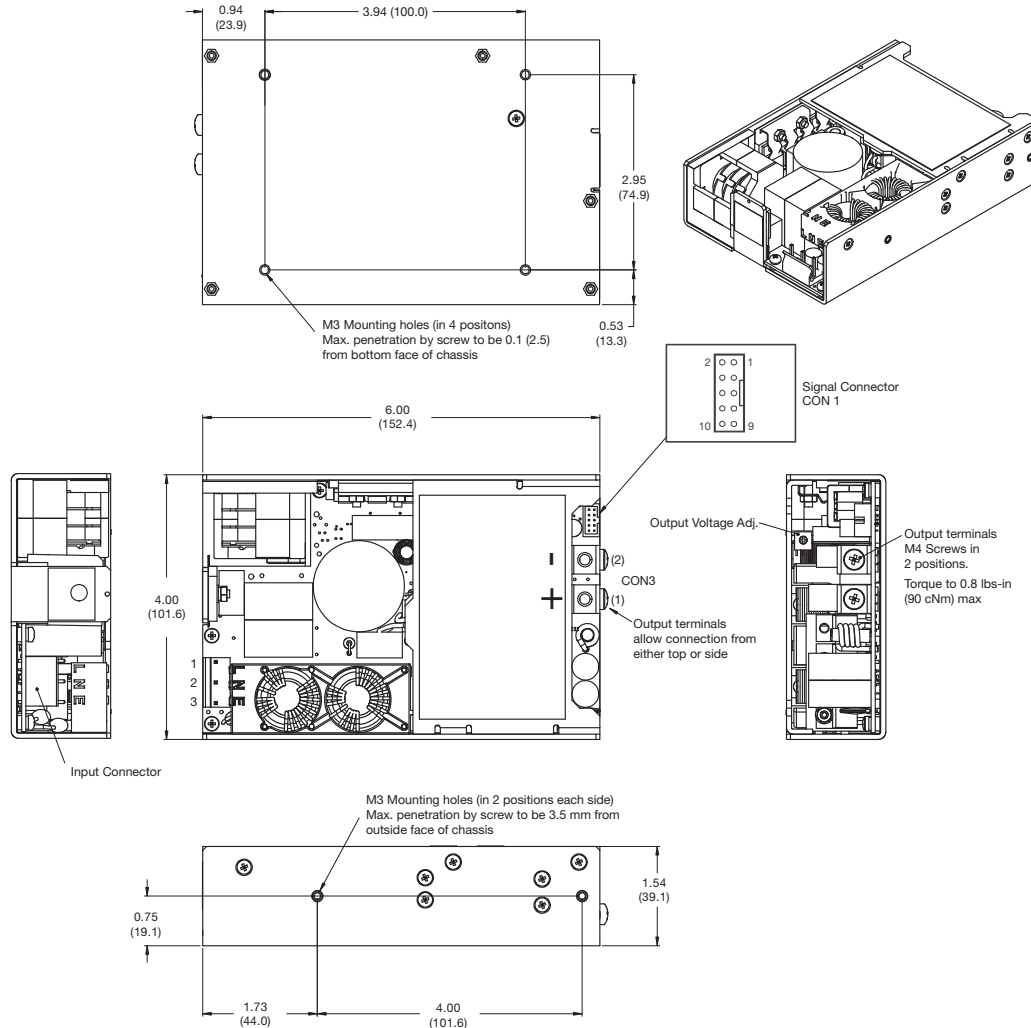 0.94
(23.9)
3.94 (100.0)
2.95
(74.9)
0.53
(13.3)
M3 Mounting holes (in 4 positons)
Max. penetration by screw to be 0.1 (2.5)
from bottom face of chassis
L N E
L N E
2
1
10
9
Signal Connector
CON 1
6.00
(152.4)
4.00
(101.6)
L N E
Input Connector
1
2
3
L N E
-
+
(2)
(1)
CON3
Output terminals
allow connection from
either top or side
Output Voltage Adj.
Output terminals
M4 Screws in
2 positions.
Torque to 0.8 lbs-in
(90 cNm) max
M3 Mounting holes (in 2 positions each side)
Max. penetration by screw to be 3.5 mm from
outside face of chassis
0.75
(19.1)
1.54
(39.1)
1.73
(44.0)
4.00
(101.6)